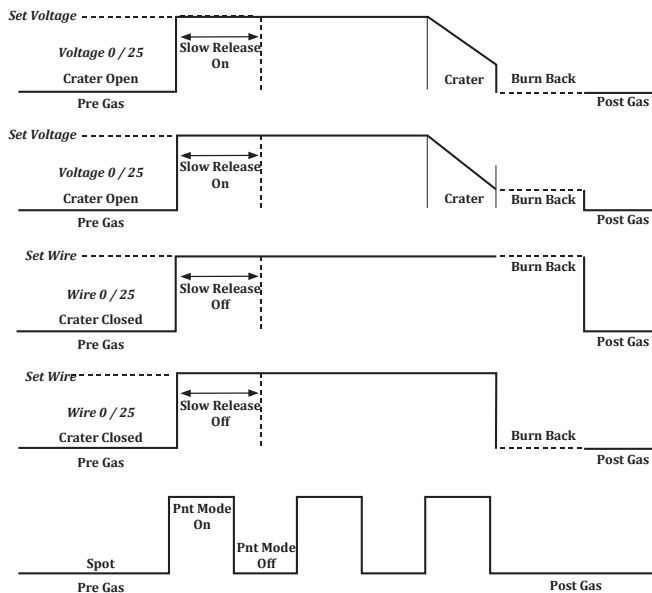 Set Voltage
Voltage 0 / 25
Slow Release
On
Crater Open
Crater
Burn Back
Pre Gas
Post Gas
Set Voltage
Voltage 0 / 25
Slow Release
On
Crater Open
Crater
Burn Back
Pre Gas
Post Gas
Set Wire
Burn Back
Wire 0 / 25
Slow Release
Off
Crater Closed
Pre Gas
Post Gas
Set Wire
Wire 0 / 25
Slow Release
Off
Crater Closed
Burn Back
Pre Gas
Post Gas
Pnt Mode
On
Pnt Mode
Off
Spot
Pre Gas
Post Gas